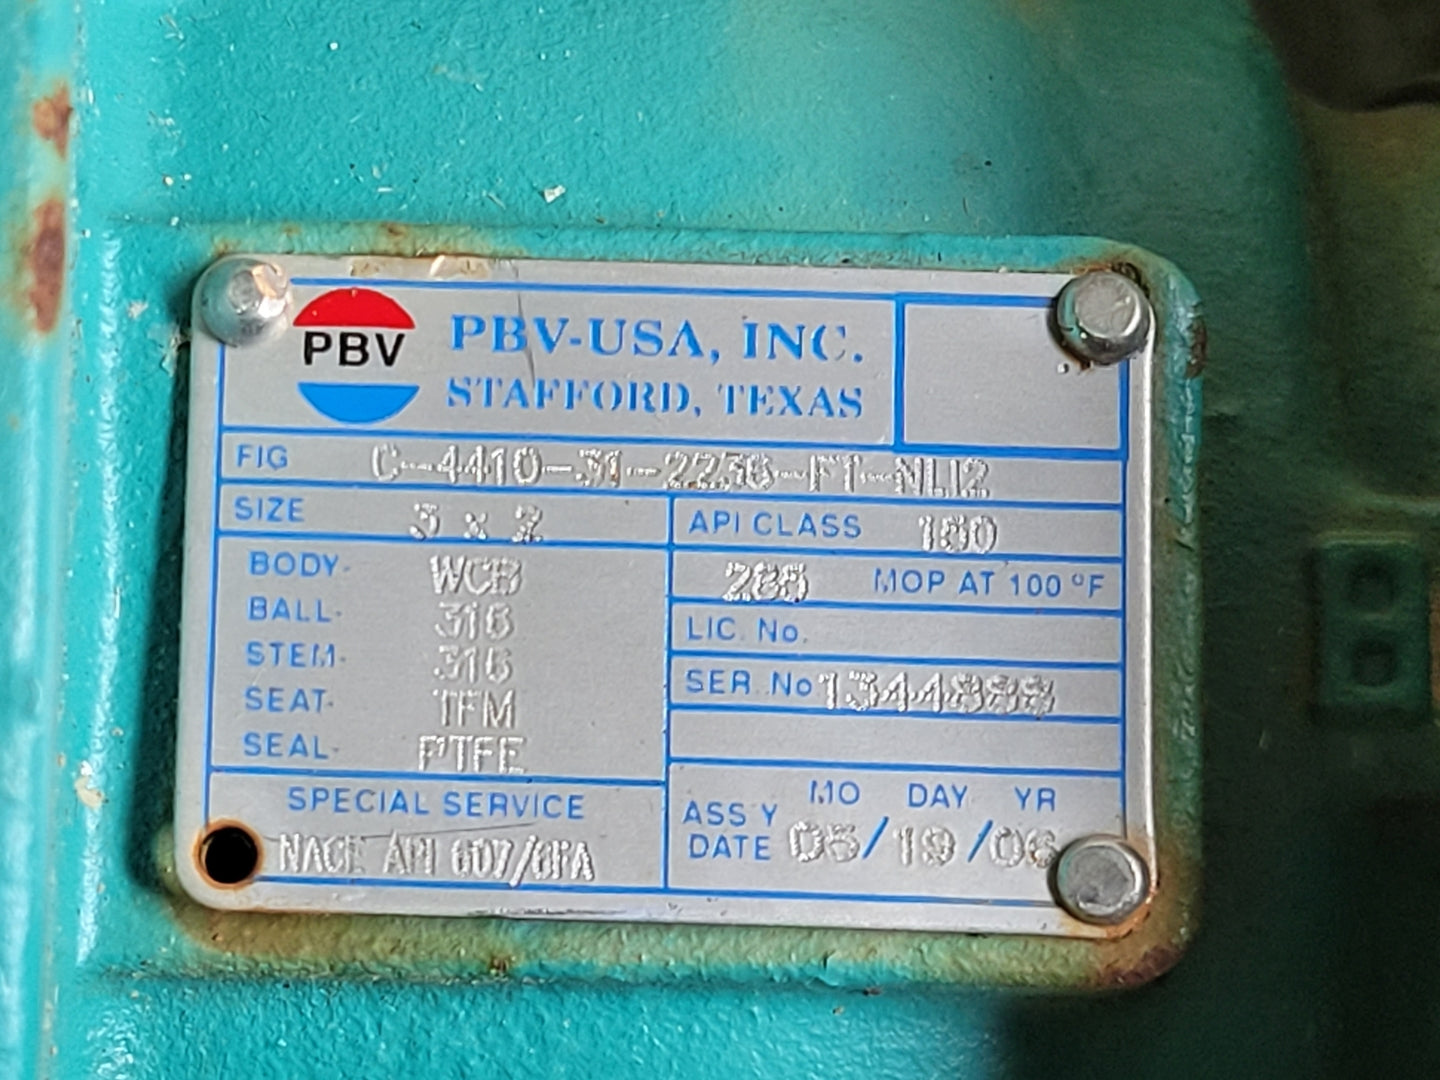 PBV
PBV-USA, INC.
STAFFORD, TEXAS
FIG C-4410-31-2236-FT-NL12
SIZE 3 x 2
API CLASS 150
BODY- WCB
285 MOP AT 100 °F
BALL- 316
LIC. No.
STEM- 316
SER. No 1344888
SEAT- TFM
SEAL- PTFE
SPECIAL SERVICE
NACE API 607/6FA
MO DAY YR
ASS'Y
DATE 05/19/06